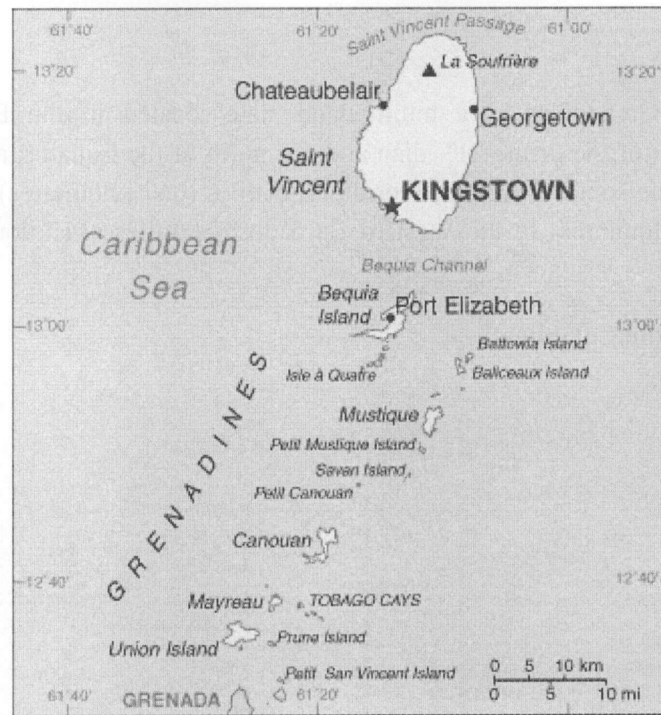 61°40'
61°20'
61°00'
Saint Vincent Passage
13°20'
La Soufrière
13°20'
Chateaubelair
Georgetown
Saint
Vincent
KINGSTOWN
Caribbean
Sea
Bequia Channel
Bequia
Island
Port Elizabeth
13°00'
13°00'
Battowia Island
Isle à Quatre
Baliceaux Island
GRENADINES
Mustique
Petit Mustique Island
Savan Island
Petit Canouan
Canouan
12°40'
12°40'
Mayreau
TOBAGO CAYS
Union Island
Prune Island
Petit San Vincent Island
0 5 10 km
0 5 10 mi
61°40'
GRENADA
61°20'